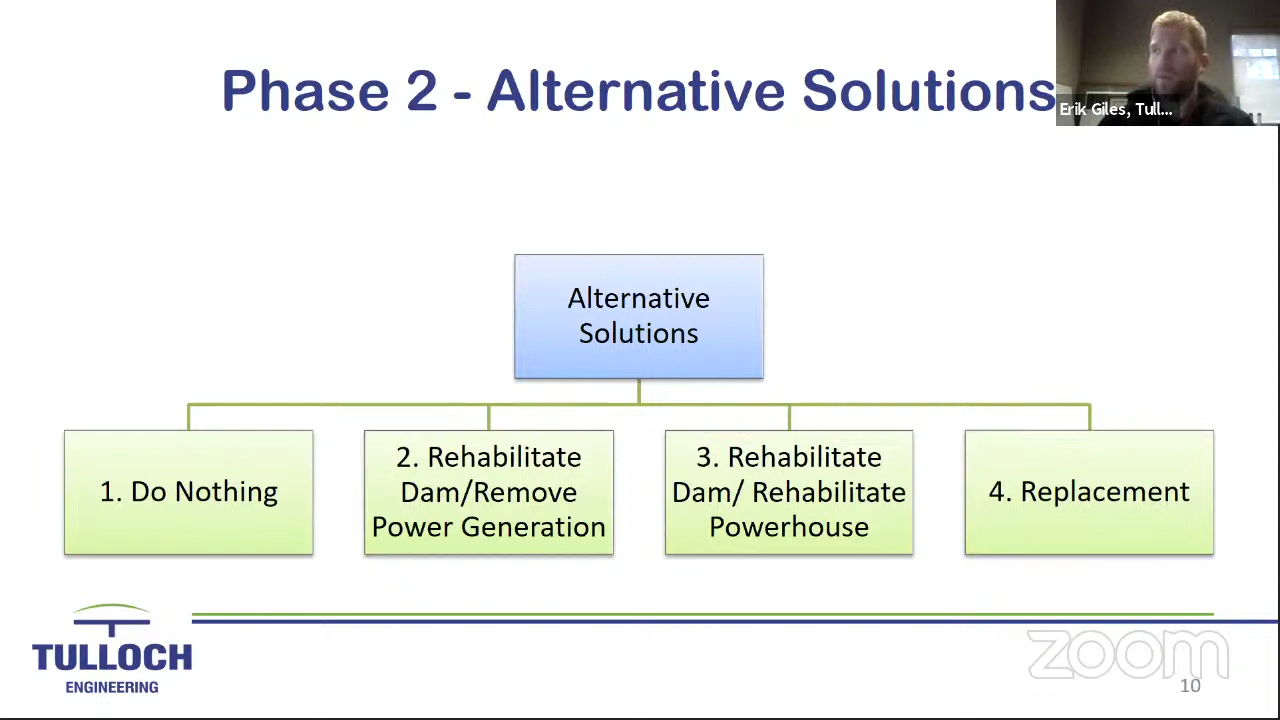 Phase 2 - Alternative Solutions
Erik Giles, Tull...
Alternative
Solutions
1. Do Nothing
2. Rehabilitate
Dam/Remove
Power Generation
3. Rehabilitate
Dam/ Rehabilitate
Powerhouse
4. Replacement
TULLOCH
ENGINEERING
zoom
10